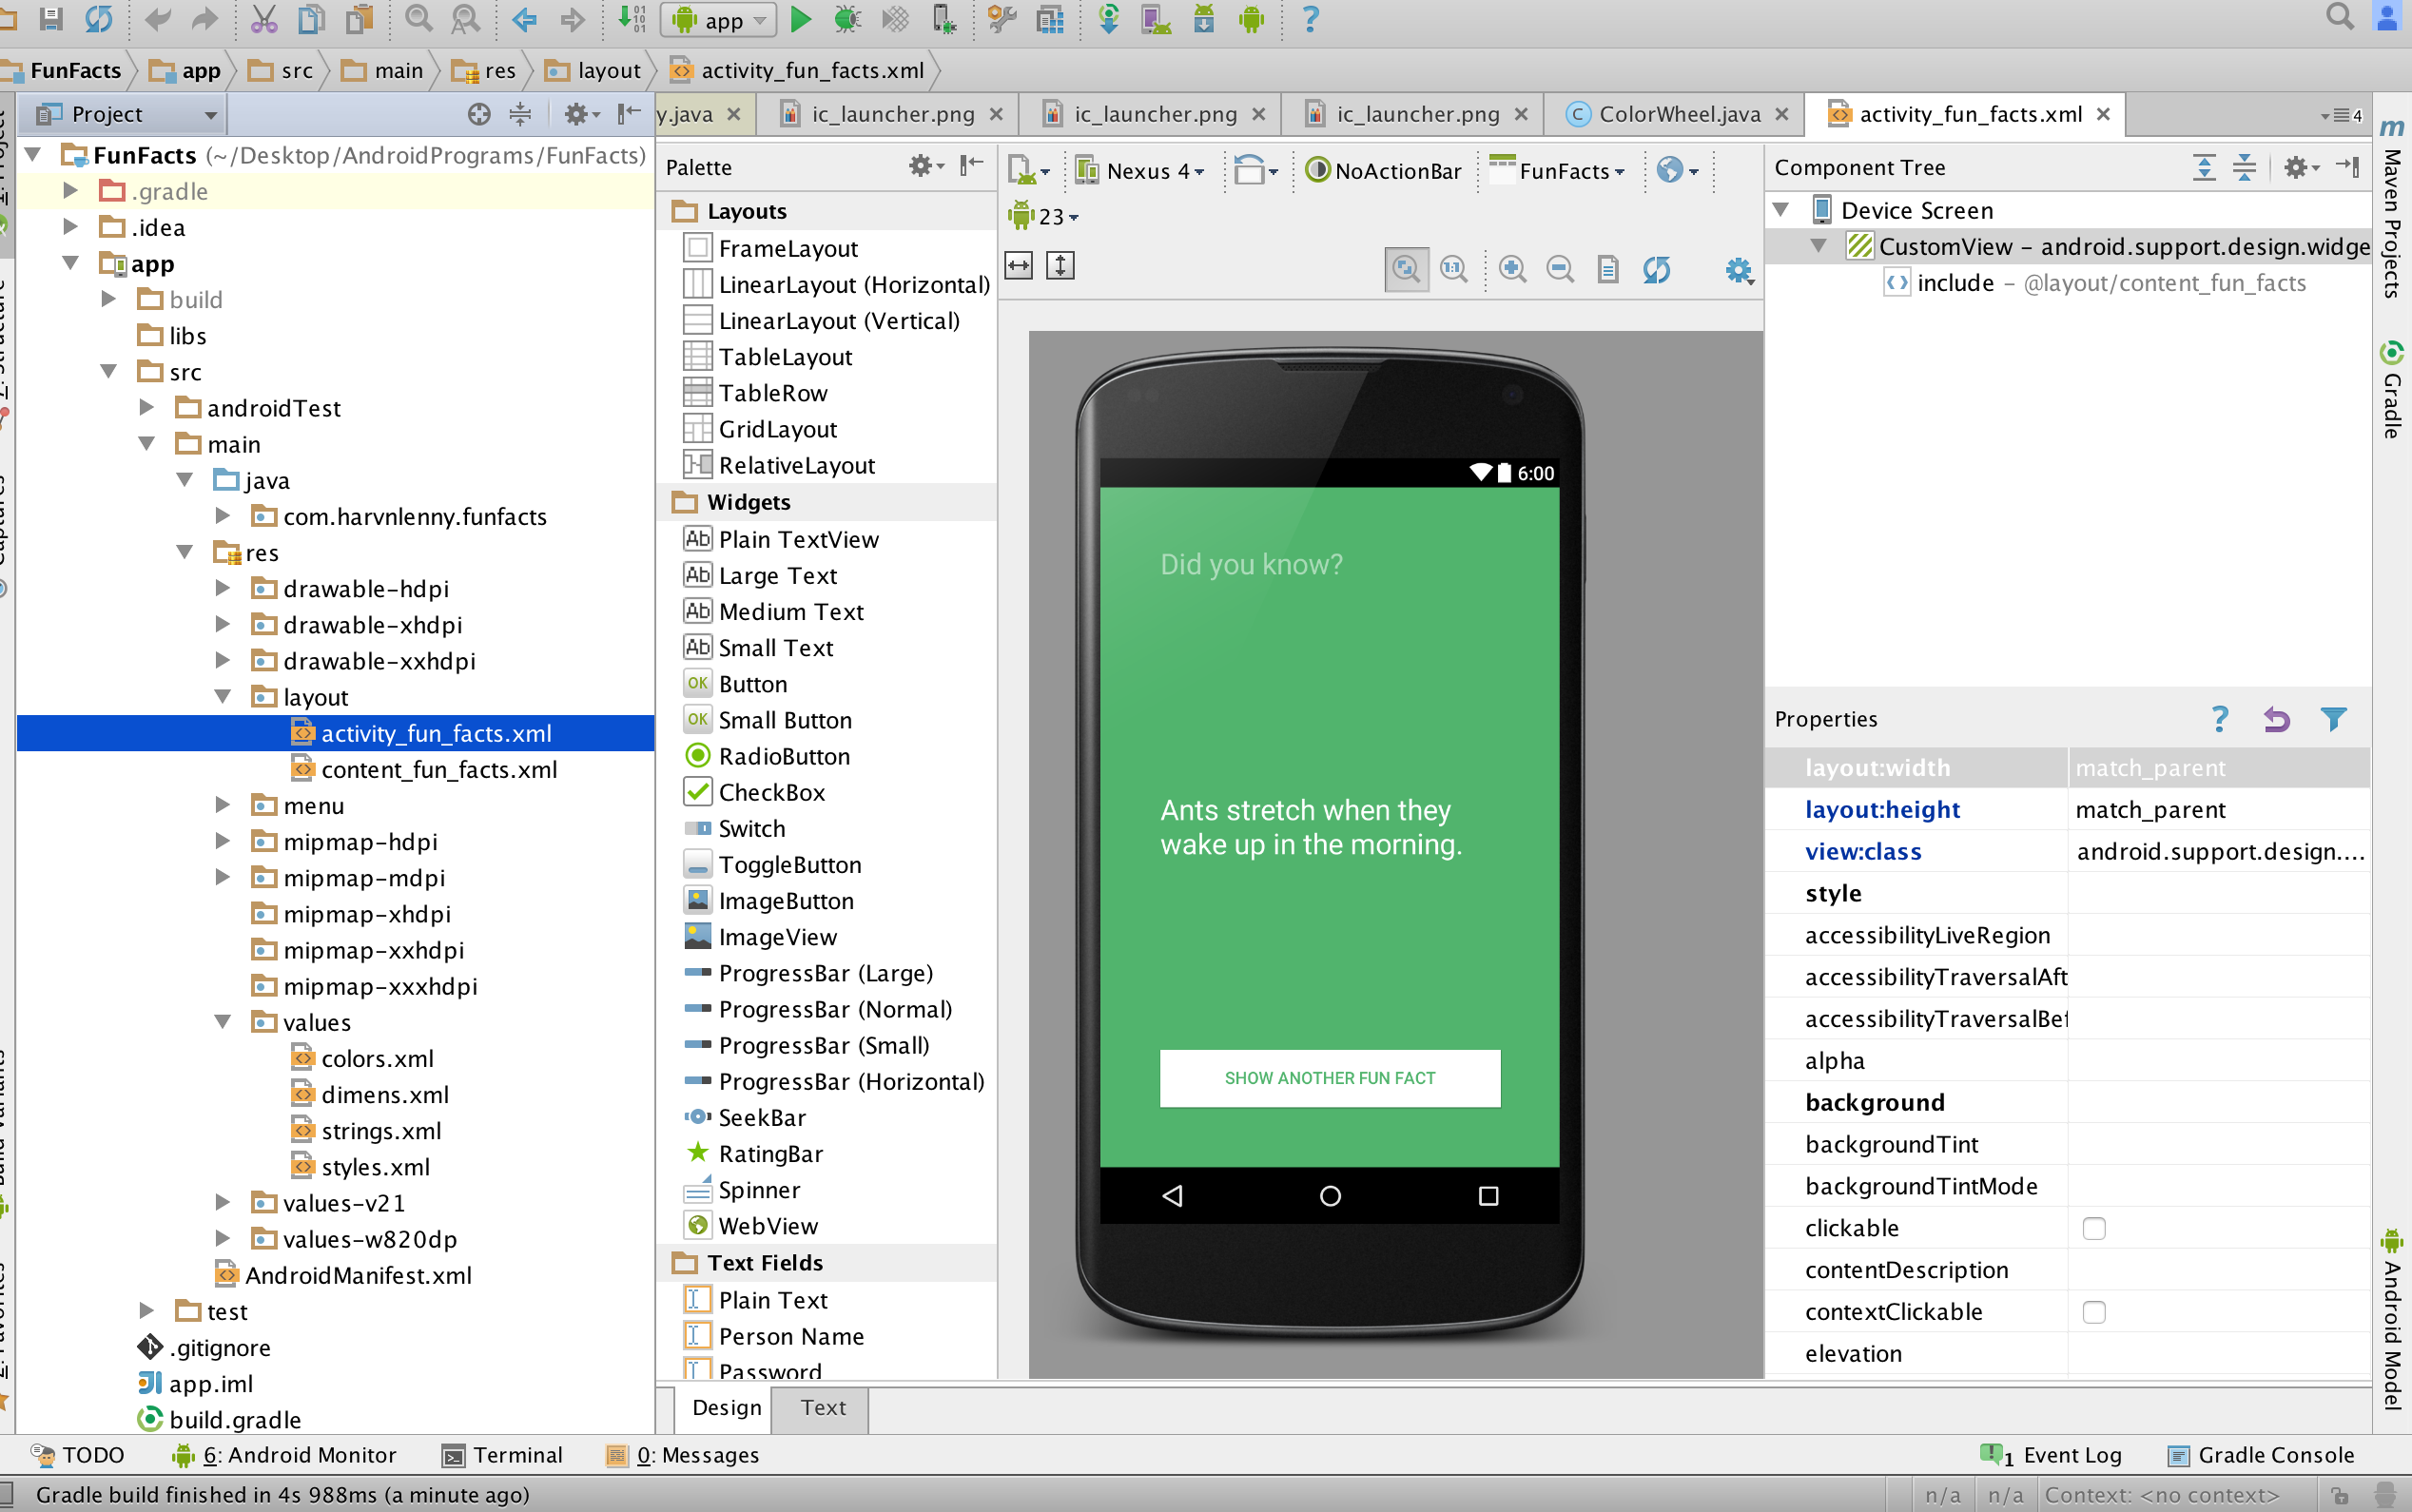 app
?
FunFacts
app
src
main
res
layout
activity_fun_facts.xml
Project
y.java
ic_launcher.png
ic_launcher.png
ic_launcher.png
ColorWheel.java
activity_fun_facts.xml
4
FunFacts (~/Desktop/AndroidPrograms/FunFacts)
.gradle
.idea
app
build
libs
src
androidTest
main
java
com.harvnlenny.funfacts
res
drawable-hdpi
drawable-xhdpi
drawable-xxhdpi
layout
activity_fun_facts.xml
content_fun_facts.xml
menu
mipmap-hdpi
mipmap-mdpi
mipmap-xhdpi
mipmap-xxhdpi
mipmap-xxxhdpi
values
colors.xml
dimens.xml
strings.xml
styles.xml
values-v21
values-w820dp
AndroidManifest.xml
test
.gitignore
app.iml
build.gradle
Palette
Layouts
FrameLayout
LinearLayout (Horizontal)
LinearLayout (Vertical)
TableLayout
TableRow
GridLayout
RelativeLayout
Widgets
Ab Plain TextView
Ab Large Text
Ab Medium Text
Ab Small Text
OK Button
OK Small Button
RadioButton
CheckBox
Switch
ToggleButton
ImageButton
ImageView
ProgressBar (Large)
ProgressBar (Normal)
ProgressBar (Small)
ProgressBar (Horizontal)
SeekBar
RatingBar
Spinner
WebView
Text Fields
Plain Text
Person Name
Password
Nexus 4
NoActionBar
FunFacts
23
1:1
6:00
Did you know?
Ants stretch when they
wake up in the morning.
SHOW ANOTHER FUN FACT
Design
Text
Component Tree
Device Screen
CustomView – android.support.design.widge
include – @layout/content_fun_facts
Properties
?
layout:width match_parent
layout:height match_parent
view:class android.support.design....
style
accessibilityLiveRegion
accessibilityTraversalAft
accessibilityTraversalBef
alpha
background
backgroundTint
backgroundTintMode
clickable
contentDescription
contextClickable
elevation
m Maven Projects
Gradle
Android Model
TODO
6: Android Monitor
Terminal
0: Messages
1 Event Log
Gradle Console
Gradle build finished in 4s 988ms (a minute ago)
n/a
n/a
Context: <no context>